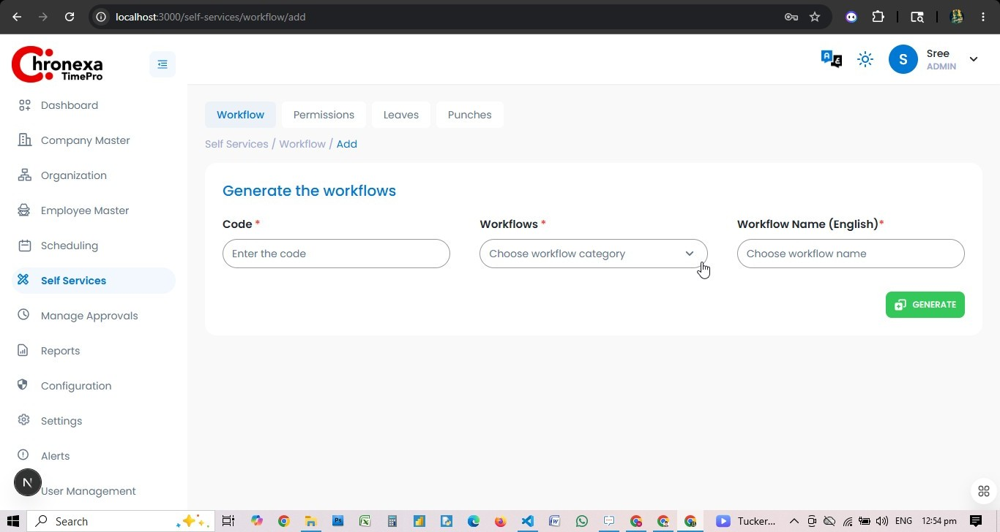 localhost:3000/self-services/workflow/add
Chronexa
TimePro
S
Sree
ADMIN
Dashboard
Company Master
Organization
Employee Master
Scheduling
Self Services
Manage Approvals
Reports
Configuration
Settings
Alerts
N
User Management
Workflow
Permissions
Leaves
Punches
Self Services / Workflow / Add
Generate the workflows
Code *
Enter the code
Workflows *
Choose workflow category
Workflow Name (English)*
Choose workflow name
GENERATE
Search
Tucker...
ENG
12:54 pm